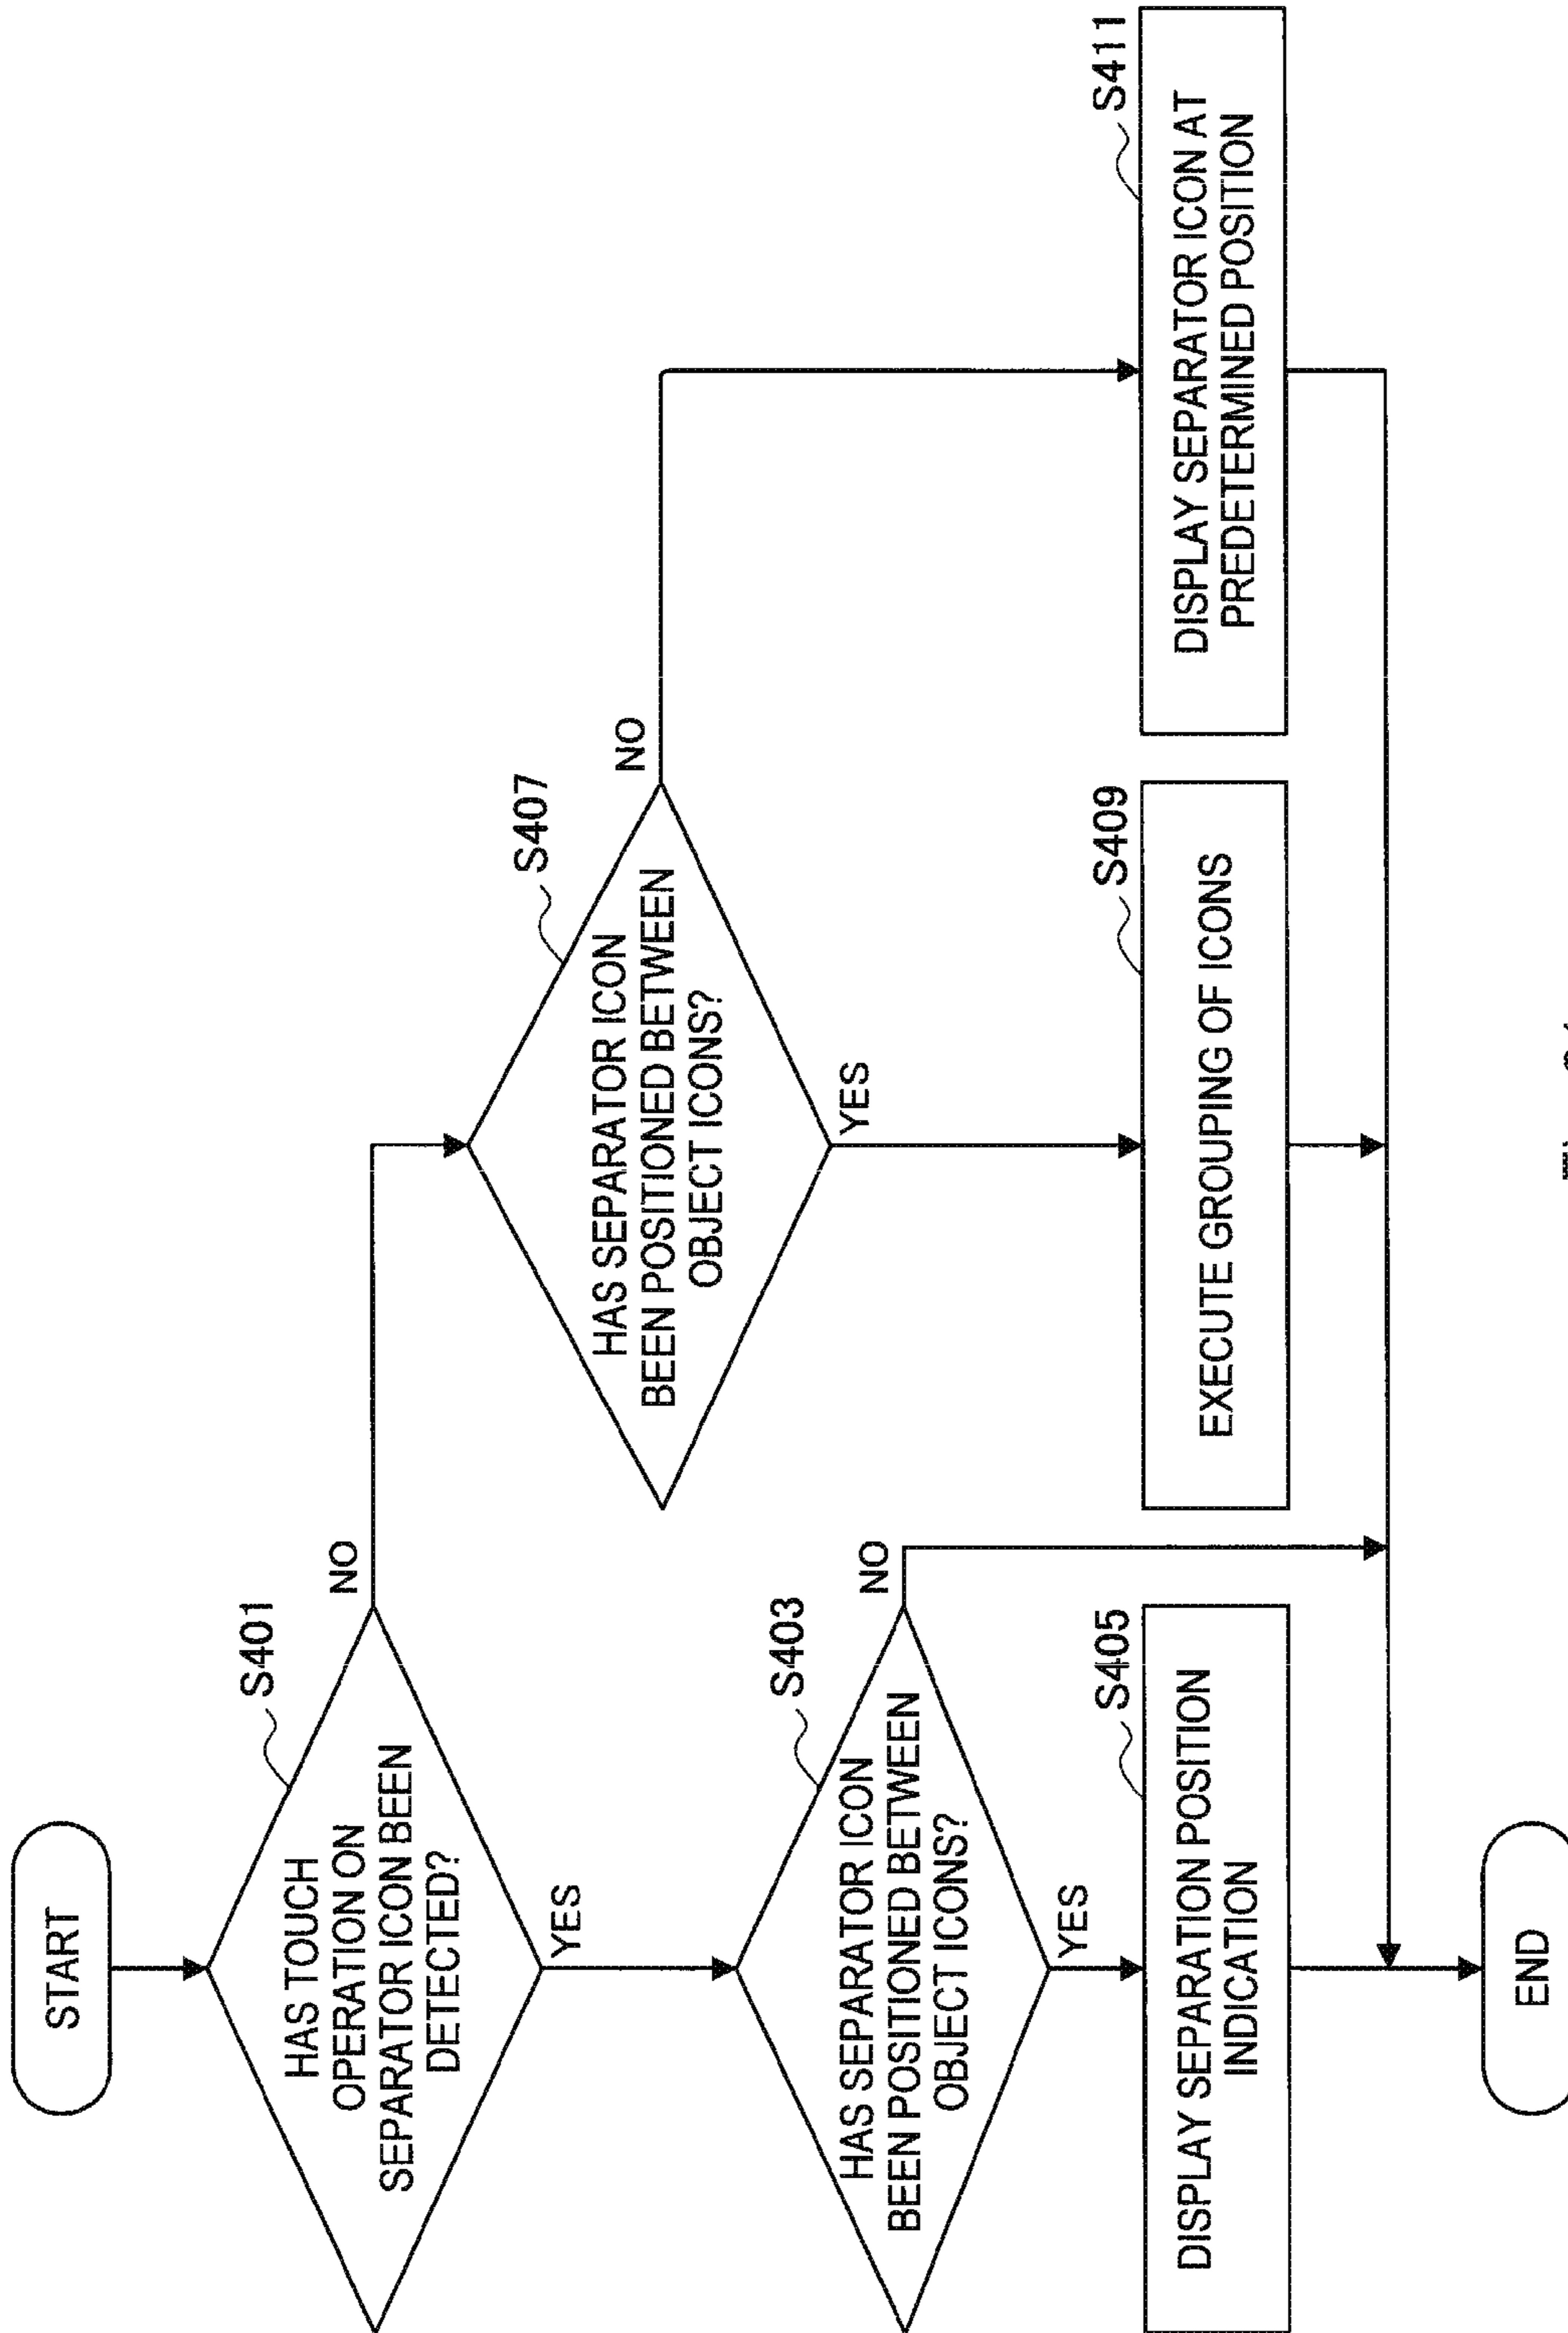 START
HAS TOUCH
OPERATION ON
SEPARATOR ICON BEEN
DETECTED?
S401
NO
YES
HAS SEPARATOR ICON
BEEN POSITIONED BETWEEN
OBJECT ICONS?
S403
NO
YES
DISPLAY SEPARATION POSITION
INDICATION
S405
HAS SEPARATOR ICON
BEEN POSITIONED BETWEEN
OBJECT ICONS?
S407
NO
YES
EXECUTE GROUPING OF ICONS
S409
DISPLAY SEPARATOR ICON AT
PREDETERMINED POSITION
S411
END